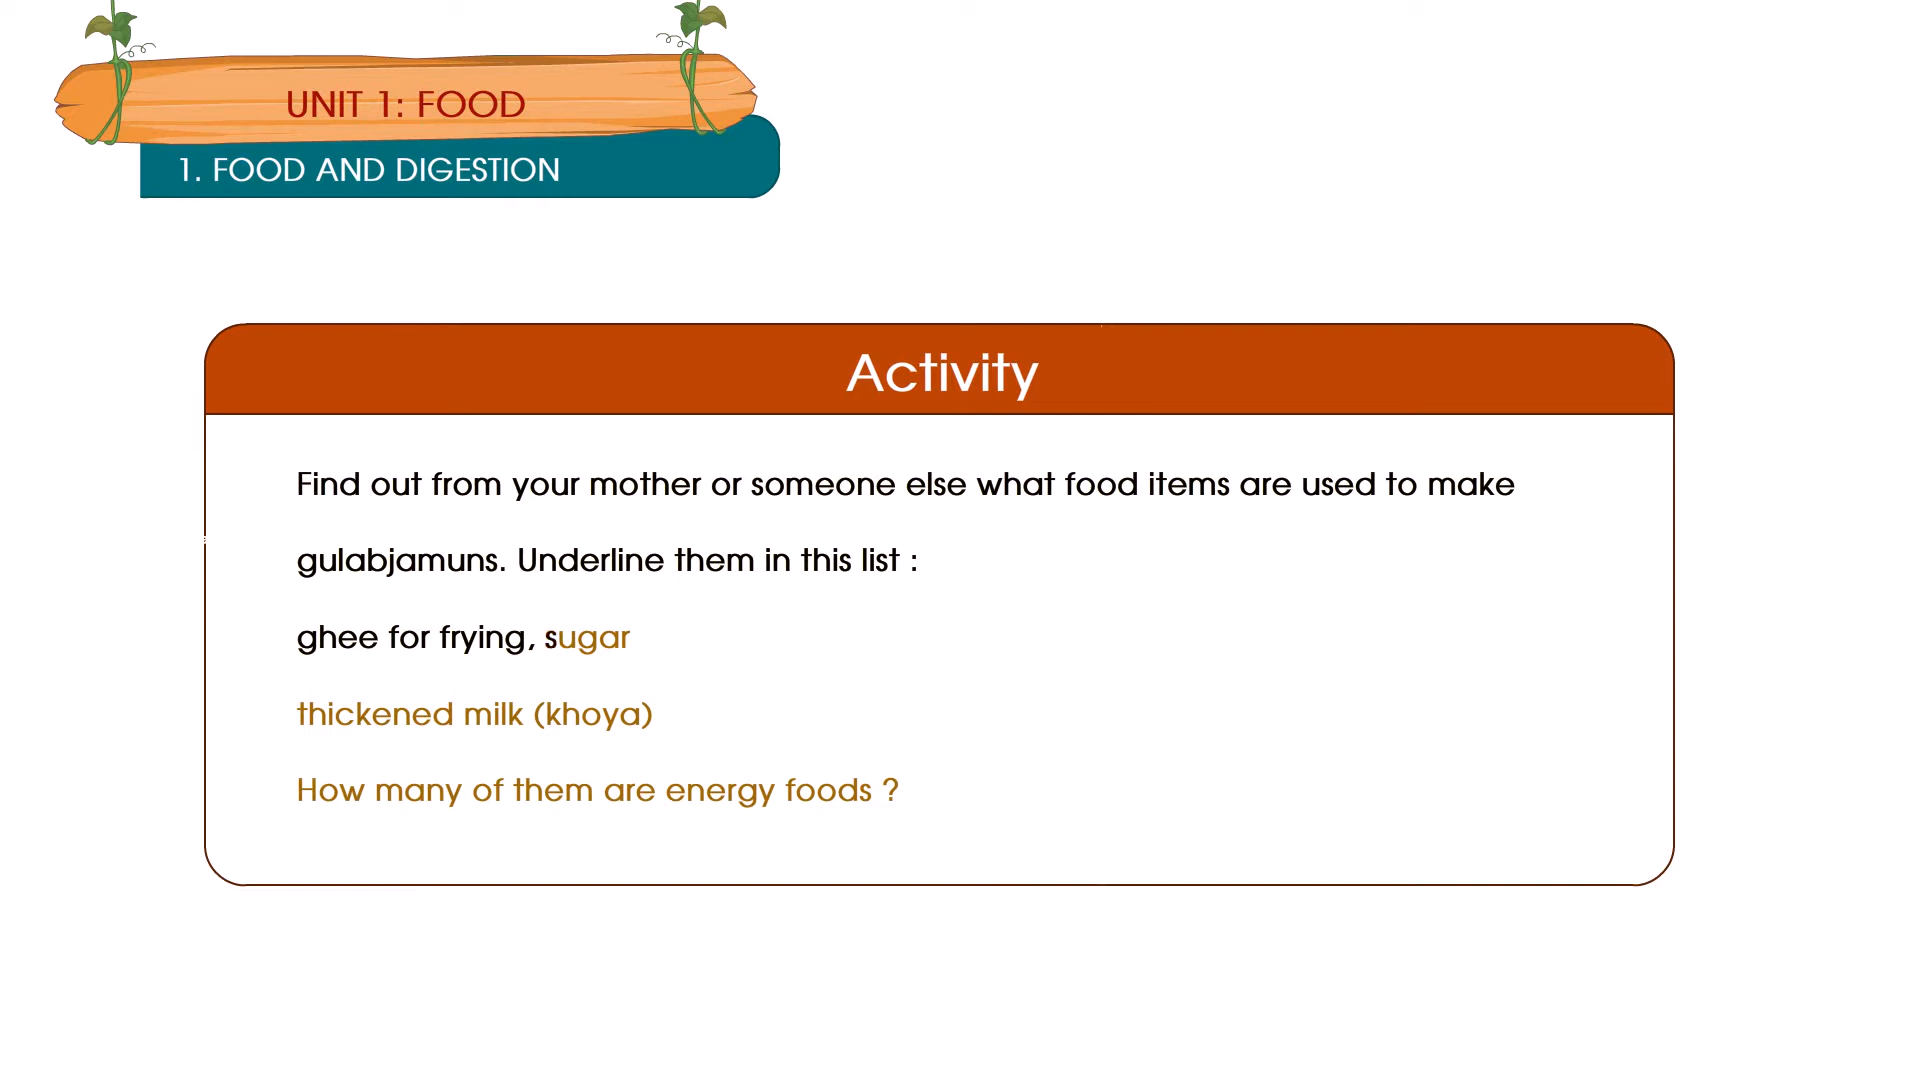 UNIT 1: FOOD
1. FOOD AND DIGESTION
Activity
Find out from your mother or someone else what food items are used to make
gulabjamuns. Underline them in this list :
ghee for frying, sugar
thickened milk (khoya)
How many of them are energy foods ?